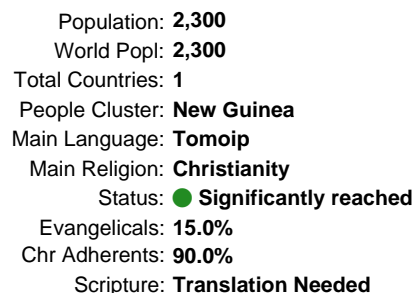 Population: 2,300
World Popl: 2,300
Total Countries: 1
People Cluster: New Guinea
Main Language: Tomoip
Main Religion: Christianity
Status: Significantly reached
Evangelicals: 15.0%
Chr Adherents: 90.0%
Scripture: Translation Needed